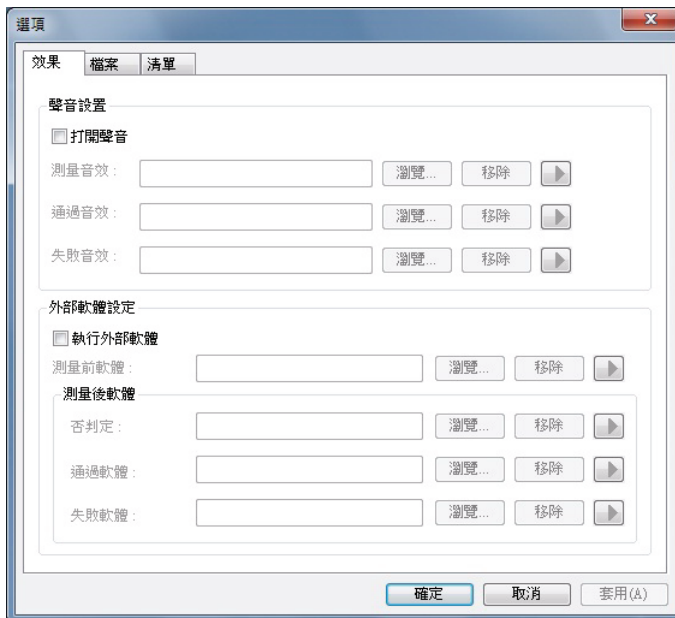 選項
效果 檔案 清單
聲音設置
打開聲音
測量音效 : 瀏覽... 移除
通過音效 : 瀏覽... 移除
失敗音效 : 瀏覽... 移除
外部軟體設定
執行外部軟體
測量前軟體 : 瀏覽... 移除
測量後軟體
否判定 : 瀏覽... 移除
通過軟體 : 瀏覽... 移除
失敗軟體 : 瀏覽... 移除
確定 取消 套用(A)